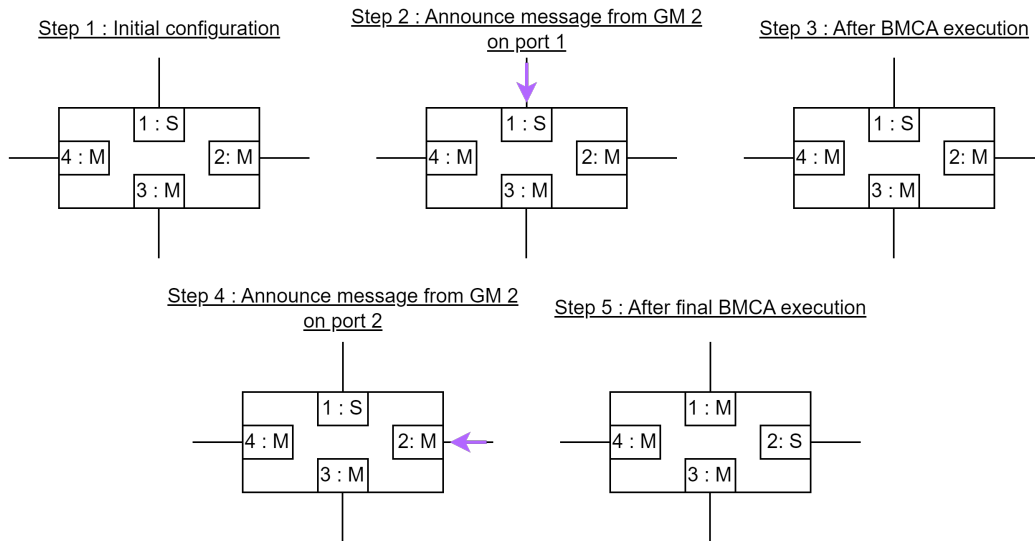 Step 1 : Initial configuration
1 : S
4 : M
2: M
3 : M
Step 2 : Announce message from GM 2
on port 1
1 : S
4 : M
2: M
3 : M
Step 3 : After BMCA execution
1 : S
4 : M
2: M
3 : M
Step 4 : Announce message from GM 2
on port 2
1 : S
4 : M
2: M
3 : M
Step 5 : After final BMCA execution
1 : M
4 : M
2: S
3 : M